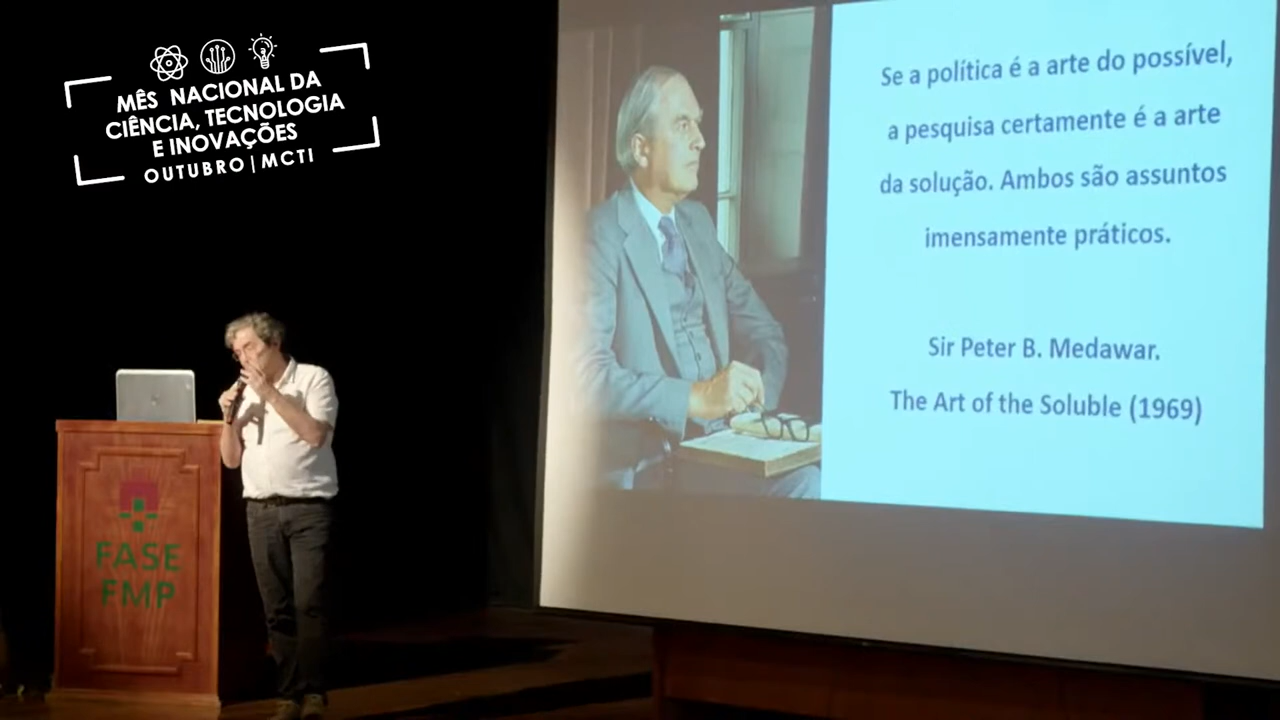 MÊS NACIONAL DA
CIÊNCIA, TECNOLOGIA
E INOVAÇÕES
OUTUBRO | MCTI
Se a política é a arte do possível,
a pesquisa certamente é a arte
da solução. Ambos são assuntos
imensamente práticos.
Sir Peter B. Medawar.
The Art of the Soluble (1969)
FASE
FMP